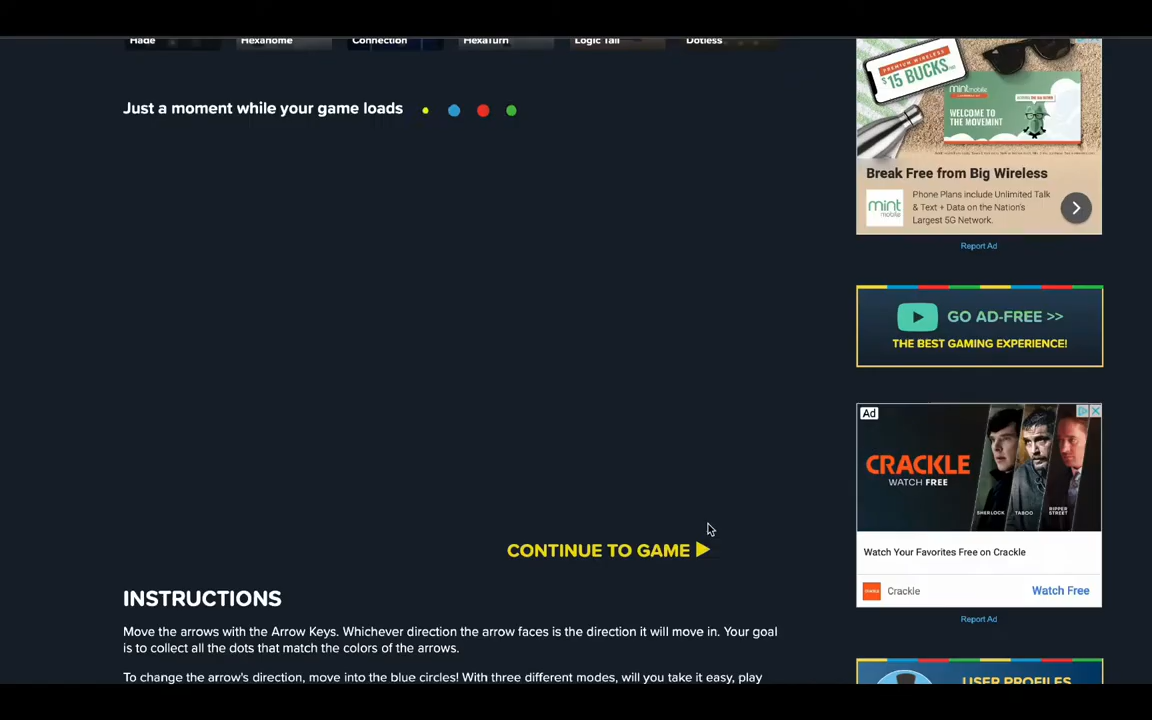 Hade
Hexahome
Connection
HexaTurn
Logic Tail
Dotless
Just a moment while your game loads
PREMIUM WIRELESS
$15 BUCKS
WELCOME TO
THE MOVEMINT
Break Free from Big Wireless
mint
mobile
Phone Plans include Unlimited Talk
& Text + Data on the Nation's
Largest 5G Network.
Report Ad
GO AD-FREE >>
THE BEST GAMING EXPERIENCE!
Ad
CRACKLE
WATCH FREE
SHERLOCK
TABOO
RIPPER
STREET
Watch Your Favorites Free on Crackle
Crackle
Watch Free
Report Ad
CONTINUE TO GAME
INSTRUCTIONS
Move the arrows with the Arrow Keys. Whichever direction the arrow faces is the direction it will move in. Your goal
is to collect all the dots that match the colors of the arrows.
To change the arrow's direction, move into the blue circles! With three different modes, will you take it easy, play
USER PROFILES